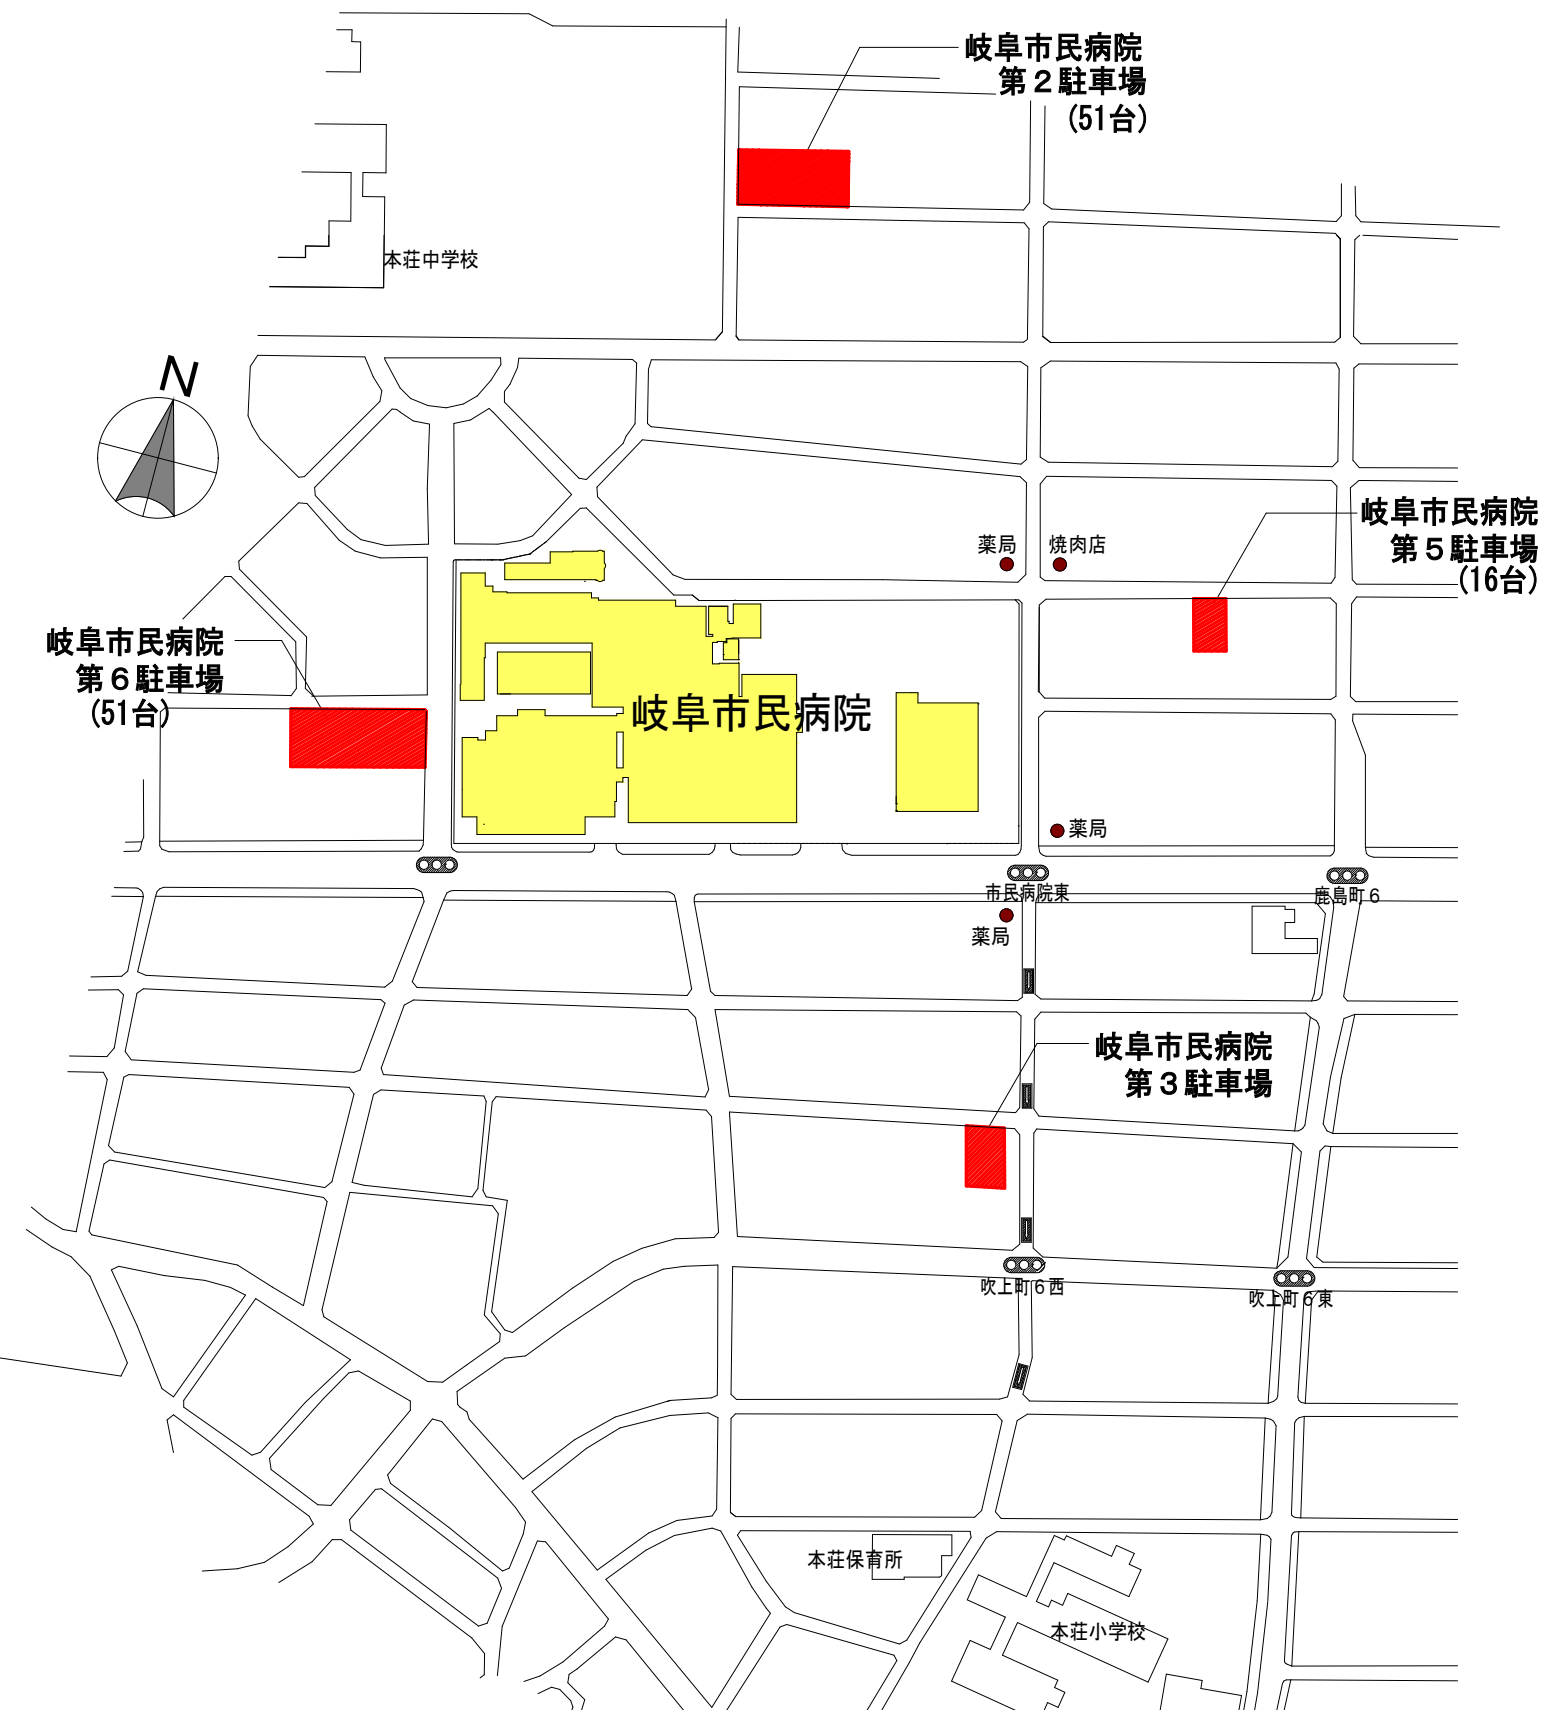 岐阜市民病院
第２駐車場
(51台)
本荘中学校
N
岐阜市民病院
第５駐車場
(16台)
薬局
焼肉店
岐阜市民病院
第６駐車場
(51台)
岐阜市民病院
薬局
市民病院東
鹿島町６
薬局
岐阜市民病院
第３駐車場
吹上町６西
吹上町６東
本荘保育所
本荘小学校